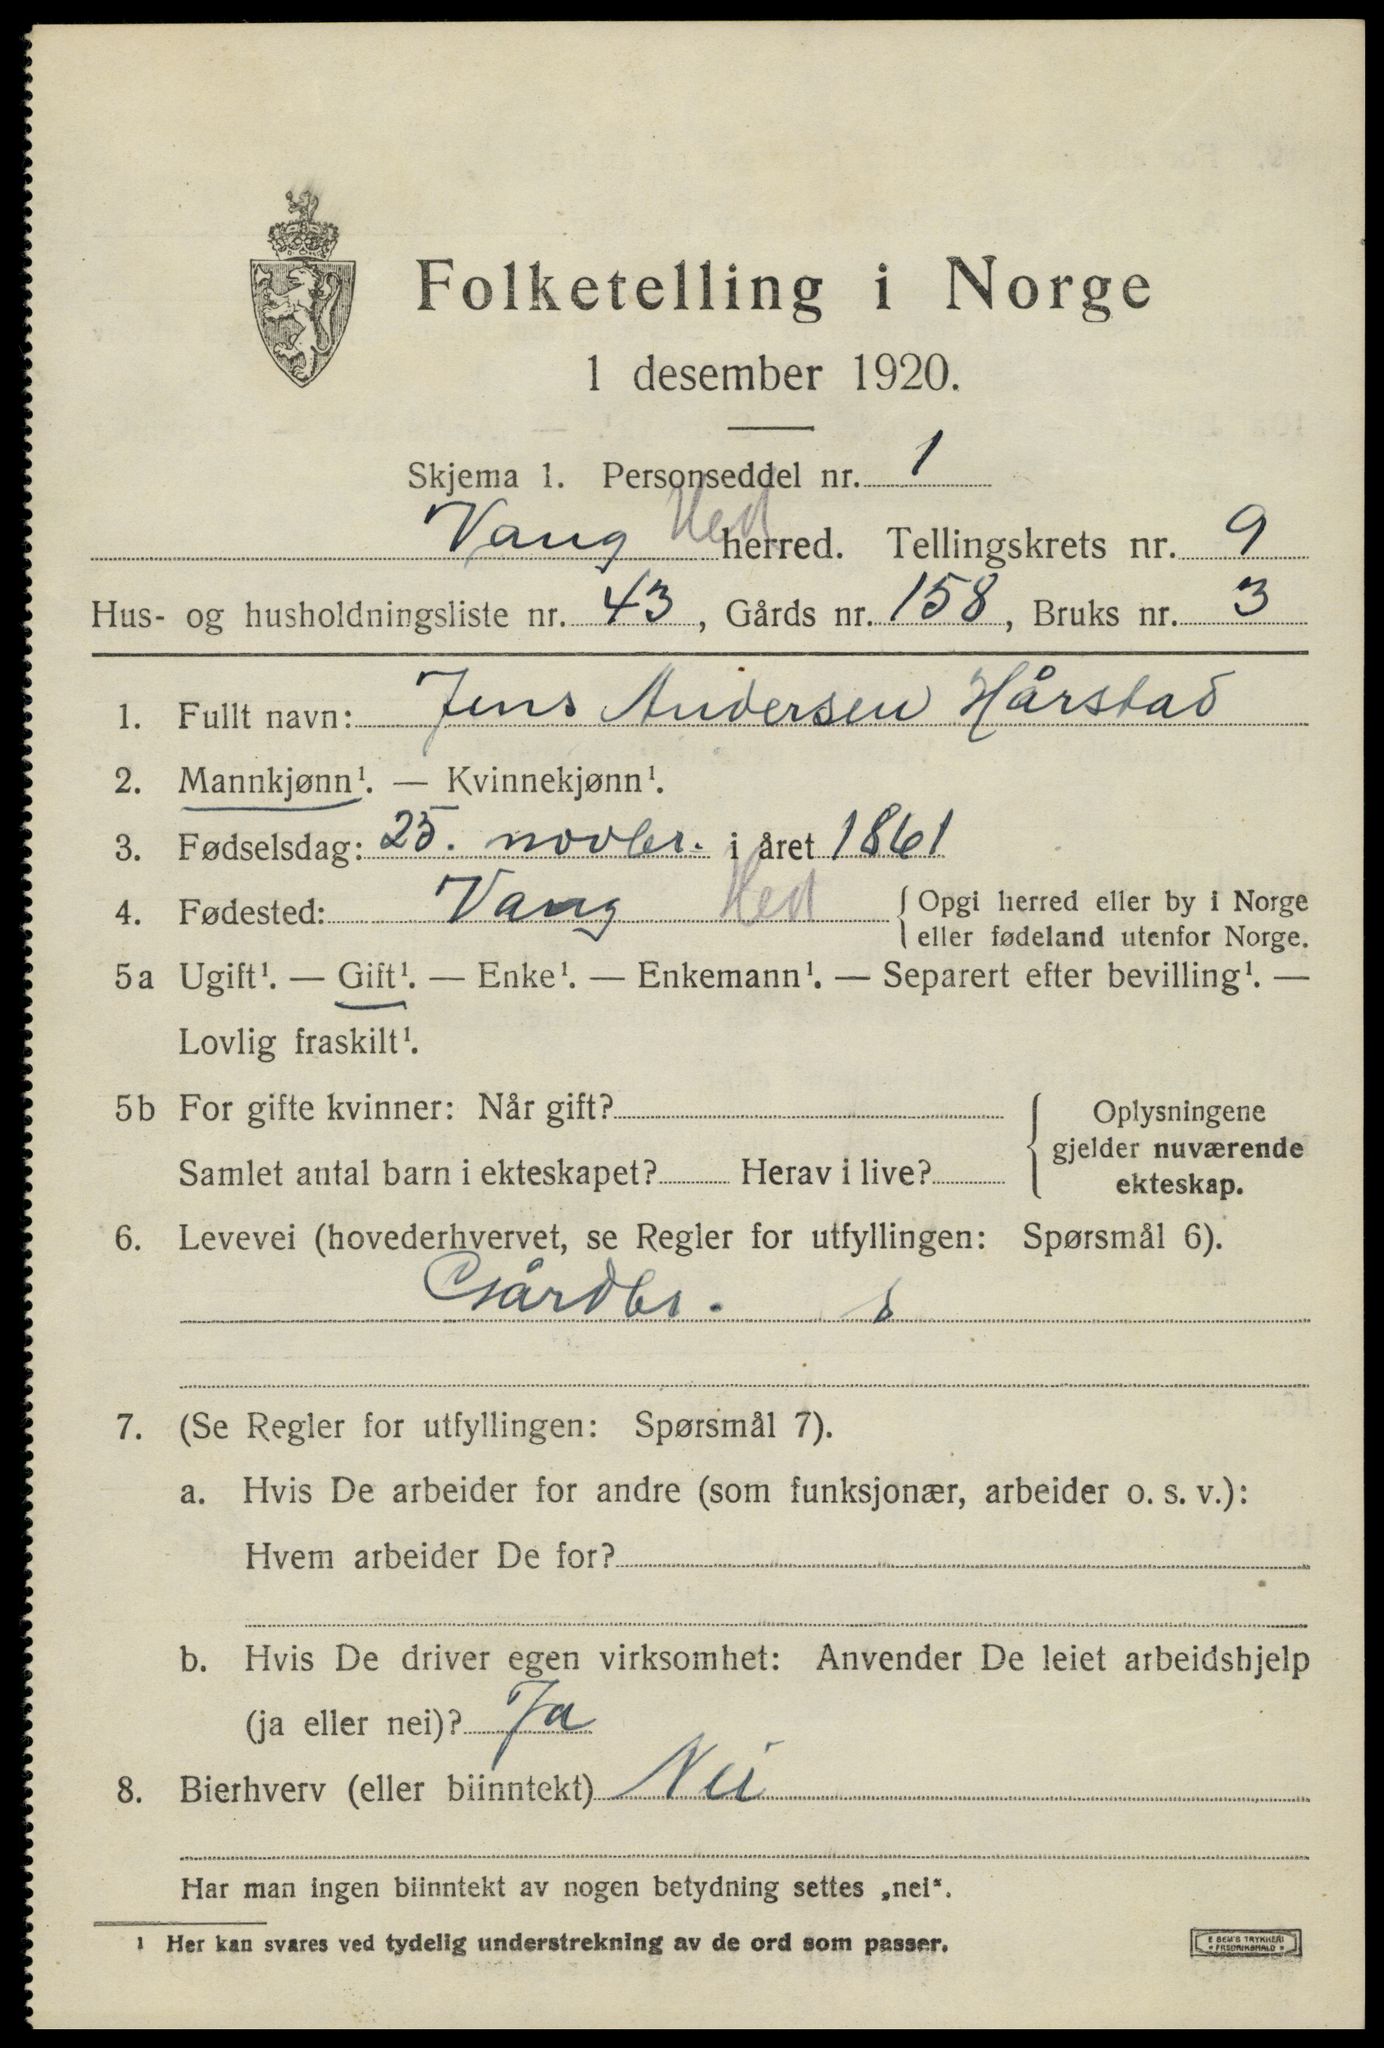 Folketelling i Norge
1 desember 1920.
Skjema 1. Personseddel nr. 1
Vang Hed herred. Tellingskrets nr. 9
Hus- og husholdningsliste nr. 43, Gårds nr. 158, Bruks nr. 3
1. Fullt navn: Jens Andersen Hårstad
2. Mannkjønn¹. — Kvinnekjønn¹.
3. Fødselsdag: 25. novbr. i året 1861
4. Fødested: Vang Hed { Opgi herred eller by i Norge
eller fødeland utenfor Norge.
5a Ugift¹. — Gift¹. — Enke¹. — Enkemann¹. — Separert efter bevilling¹. —
Lovlig fraskilt¹.
5b For gifte kvinner: Når gift? { Oplysningene
gjelder nuværende
Samlet antal barn i ekteskapet? Herav i live?
ekteskap.
6. Levevei (hovederhvervet, se Regler for utfyllingen: Spørsmål 6).
Gårdbr. s
7. (Se Regler for utfyllingen: Spørsmål 7).
a. Hvis De arbeider for andre (som funksjonær, arbeider o. s. v.):
Hvem arbeider De for?
b. Hvis De driver egen virksomhet: Anvender De leiet arbeidshjelp
(ja eller nei)? Ja
8. Bierhverv (eller biinntekt) Nei
Har man ingen biinntekt av nogen betydning settes „nei".
1 Her kan svares ved tydelig understrekning av de ord som passer.
E SEM'S TRYKKERI
* FREDRIKSHALD *